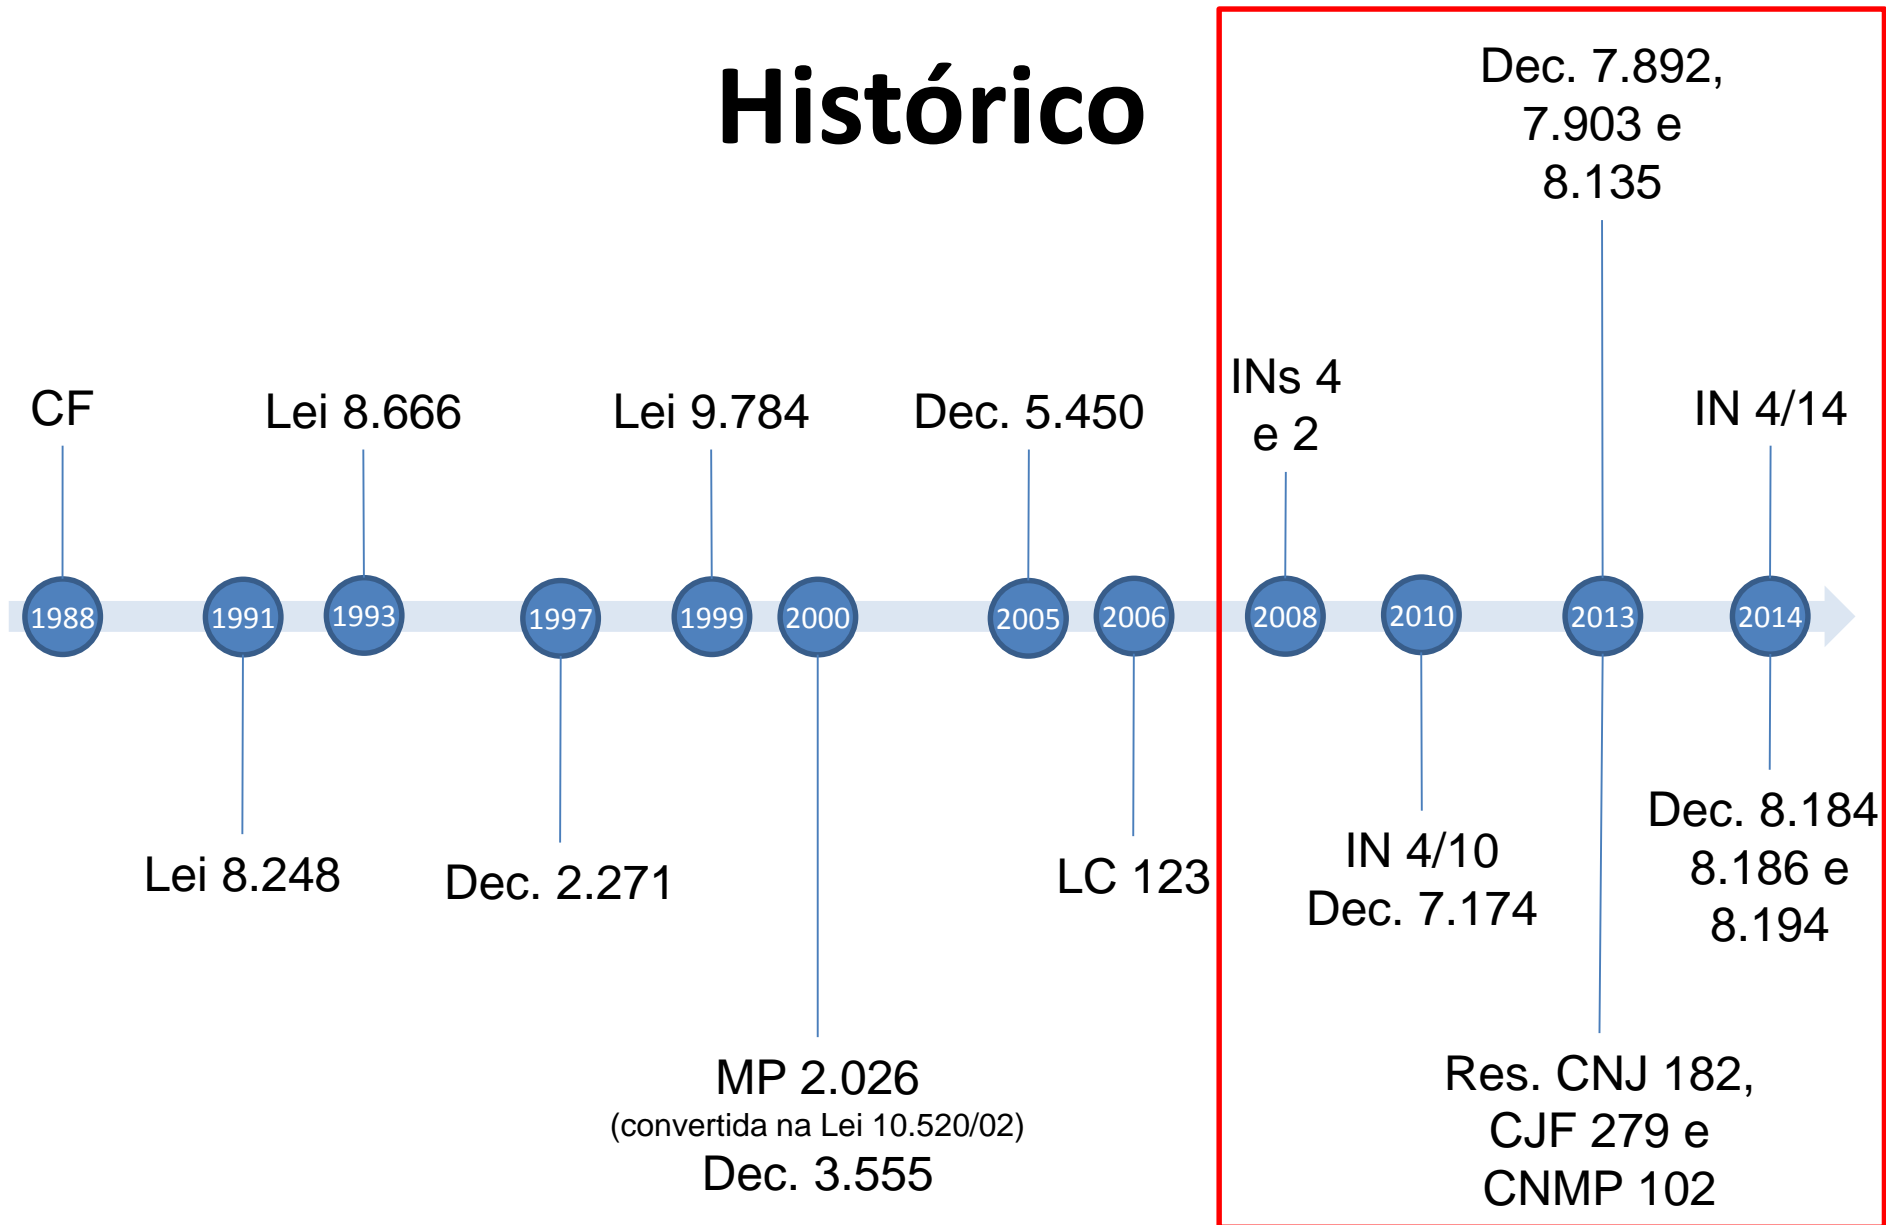 Histórico
Dec. 7.892,
7.903 e
8.135
CF
Lei 8.666
Lei 9.784
Dec. 5.450
INs 4
e 2
IN 4/14
1988
1991
1993
1997
1999
2000
2005
2006
2008
2010
2013
2014
Lei 8.248
Dec. 2.271
LC 123
IN 4/10
Dec. 7.174
Dec. 8.184
8.186 e
8.194
MP 2.026
(convertida na Lei 10.520/02)
Dec. 3.555
Res. CNJ 182,
CJF 279 e
CNMP 102